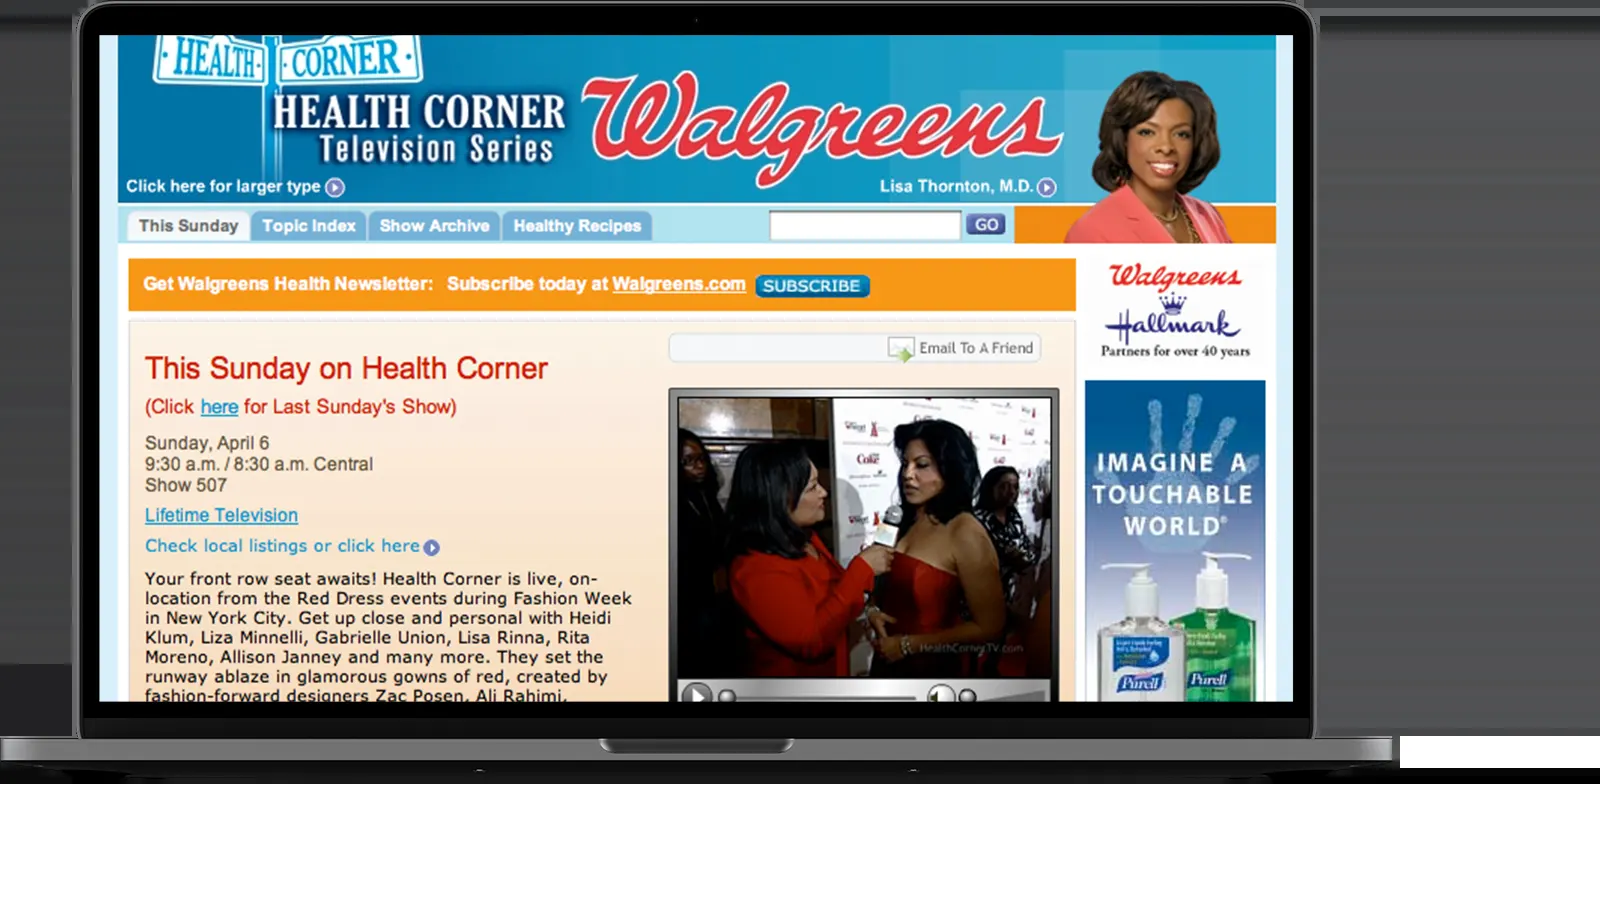 HEALTH CORNER
HEALTH CORNER
Television Series
Walgreens
Click here for larger type
Lisa Thornton, M.D.
This Sunday
Topic Index
Show Archive
Healthy Recipes
GO
Get Walgreens Health Newsletter: Subscribe today at Walgreens.com SUBSCRIBE
Walgreens
Hallmark
Partners for over 40 years
Email To A Friend
This Sunday on Health Corner
(Click here for Last Sunday's Show)
Sunday, April 6
9:30 a.m. / 8:30 a.m. Central
Show 507
Lifetime Television
Check local listings or click here
Your front row seat awaits! Health Corner is live, on-
location from the Red Dress events during Fashion Week
in New York City. Get up close and personal with Heidi
Klum, Liza Minnelli, Gabrielle Union, Lisa Rinna, Rita
Moreno, Allison Janney and many more. They set the
runway ablaze in glamorous gowns of red, created by
fashion-forward designers Zac Posen, Ali Rahimi,
Coke
HealthCornerTV.com
IMAGINE A
TOUCHABLE
WORLD®
Purell
Purell